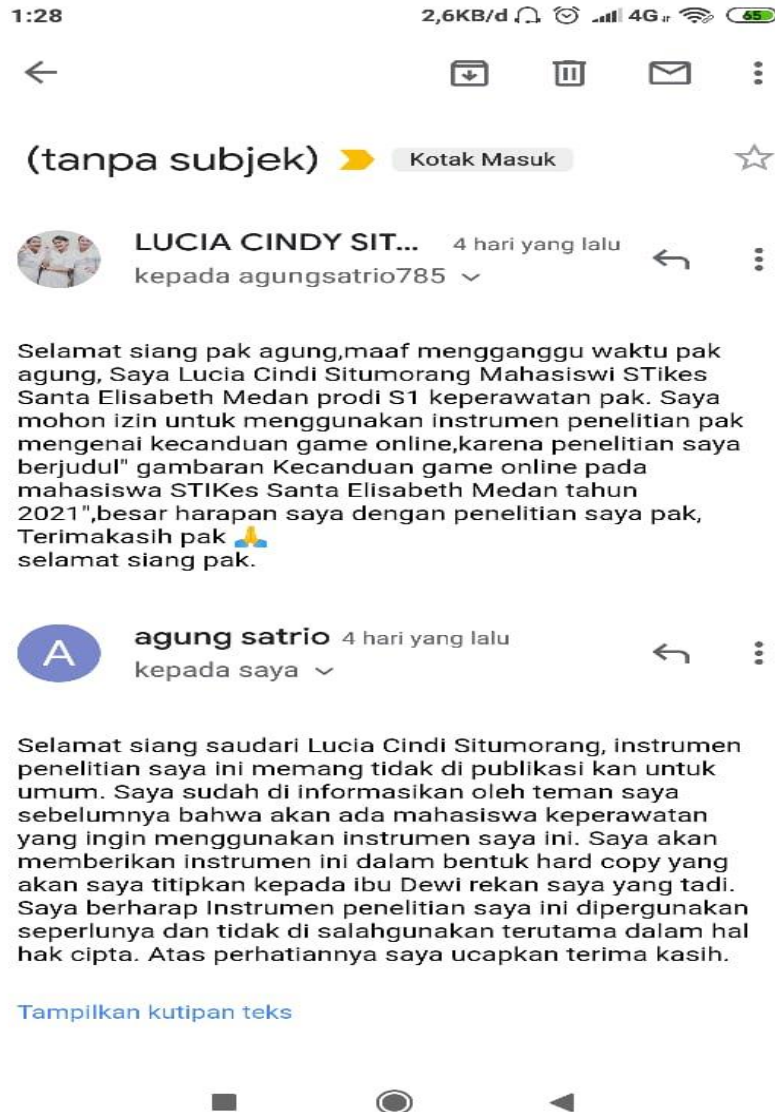 1:28
2,6KB/d 4G 65
(tanpa subjek) Kotak Masuk
LUCIA CINDY SIT... 4 hari yang lalu
kepada agungsatrio785
Selamat siang pak agung,maaf mengganggu waktu pak
agung, Saya Lucia Cindi Situmorang Mahasiswi STikes
Santa Elisabeth Medan prodi S1 keperawatan pak. Saya
mohon izin untuk menggunakan instrumen penelitian pak
mengenai kecanduan game online,karena penelitian saya
berjudul" gambaran Kecanduan game online pada
mahasiswa STIKes Santa Elisabeth Medan tahun
2021",besar harapan saya dengan penelitian saya pak,
Terimakasih pak 🙏
selamat siang pak.
A
agung satrio 4 hari yang lalu
kepada saya
Selamat siang saudari Lucia Cindi Situmorang, instrumen
penelitian saya ini memang tidak di publikasi kan untuk
umum. Saya sudah di informasikan oleh teman saya
sebelumnya bahwa akan ada mahasiswa keperawatan
yang ingin menggunakan instrumen saya ini. Saya akan
memberikan instrumen ini dalam bentuk hard copy yang
akan saya titipkan kepada ibu Dewi rekan saya yang tadi.
Saya berharap Instrumen penelitian saya ini dipergunakan
seperlunya dan tidak di salahgunakan terutama dalam hal
hak cipta. Atas perhatiannya saya ucapkan terima kasih.
Tampilkan kutipan teks